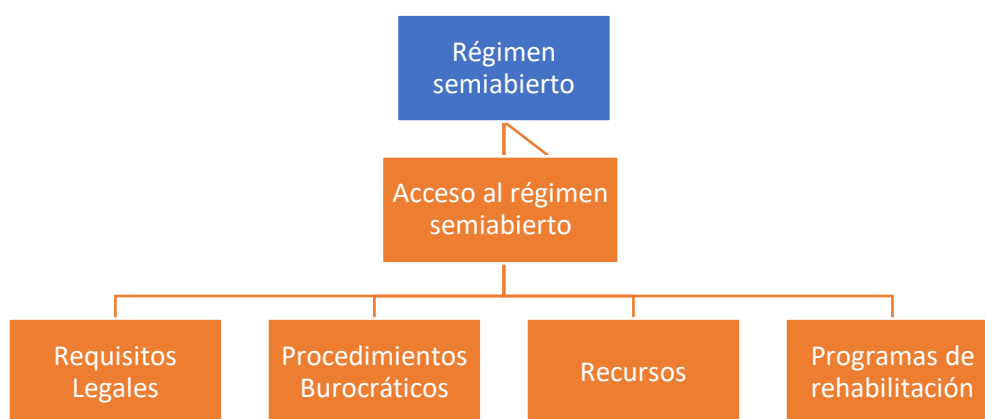 Régimen
semiabierto
Acceso al régimen
semiabierto
Requisitos
Legales
Procedimientos
Burocráticos
Recursos
Programas de
rehabilitación